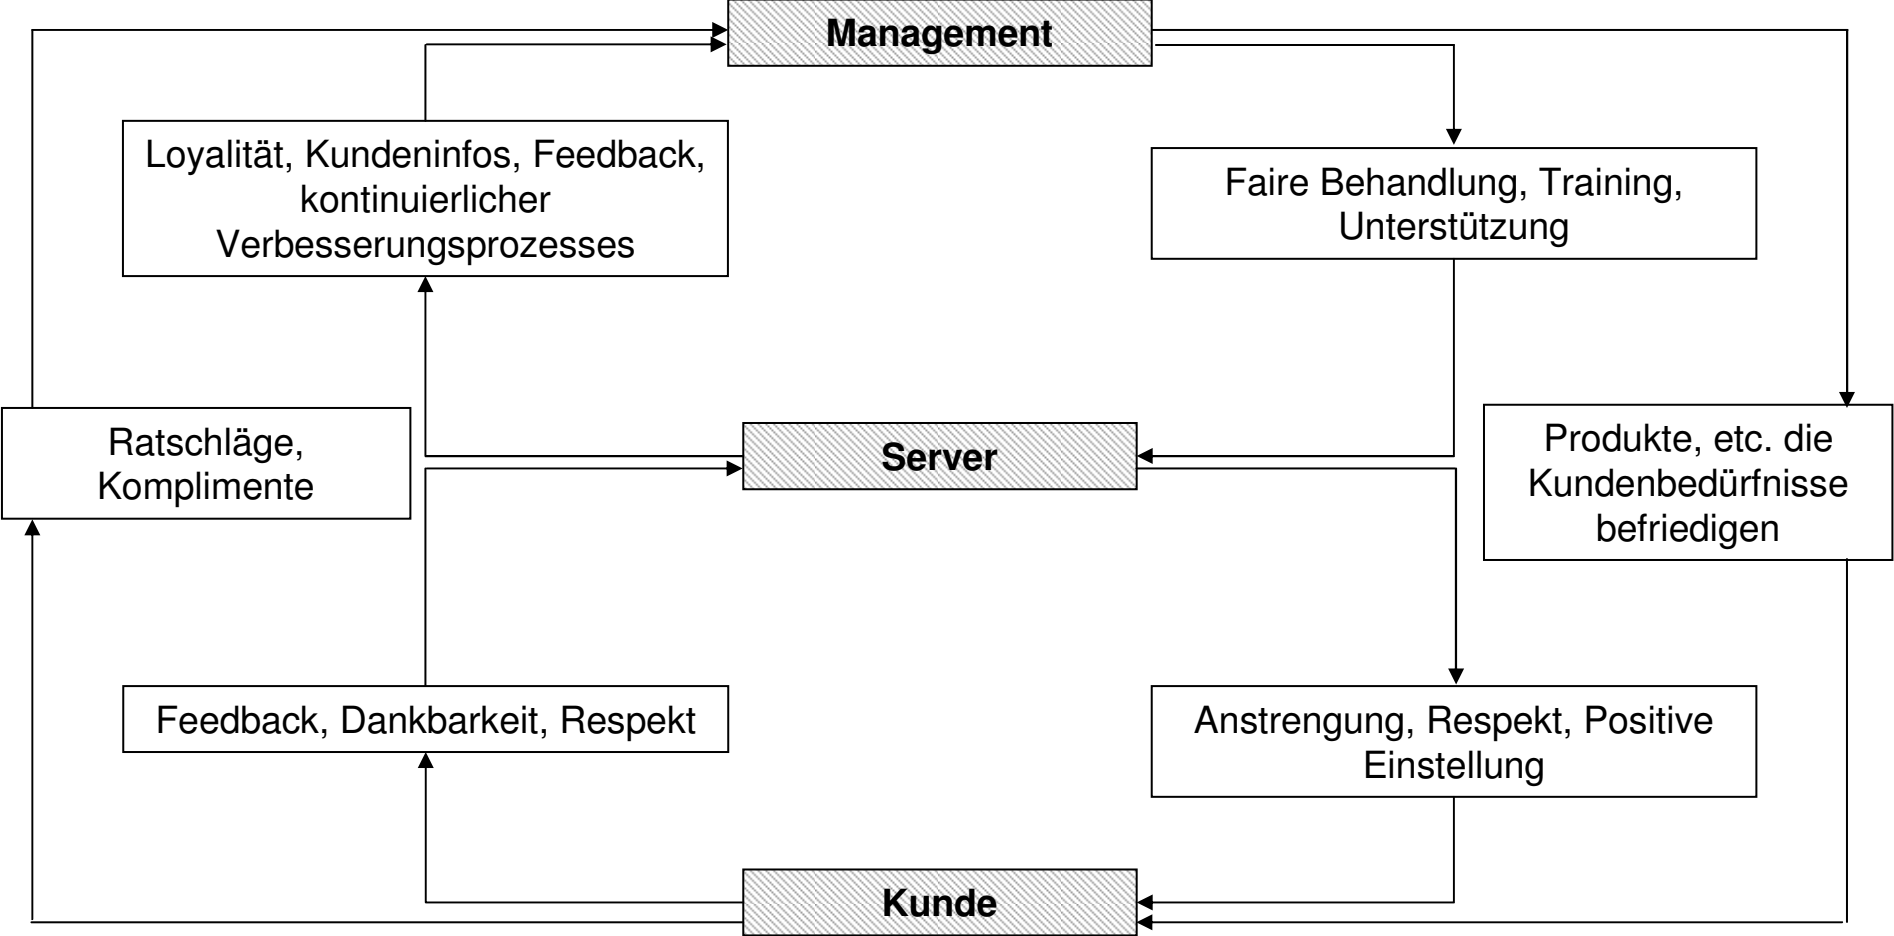 Management
Loyalität, Kundeninfos, Feedback,
kontinuierlicher
Verbesserungsprozesses
Faire Behandlung, Training,
Unterstützung
Ratschläge,
Komplimente
Server
Produkte, etc. die
Kundenbedürfnisse
befriedigen
Feedback, Dankbarkeit, Respekt
Anstrengung, Respekt, Positive
Einstellung
Kunde